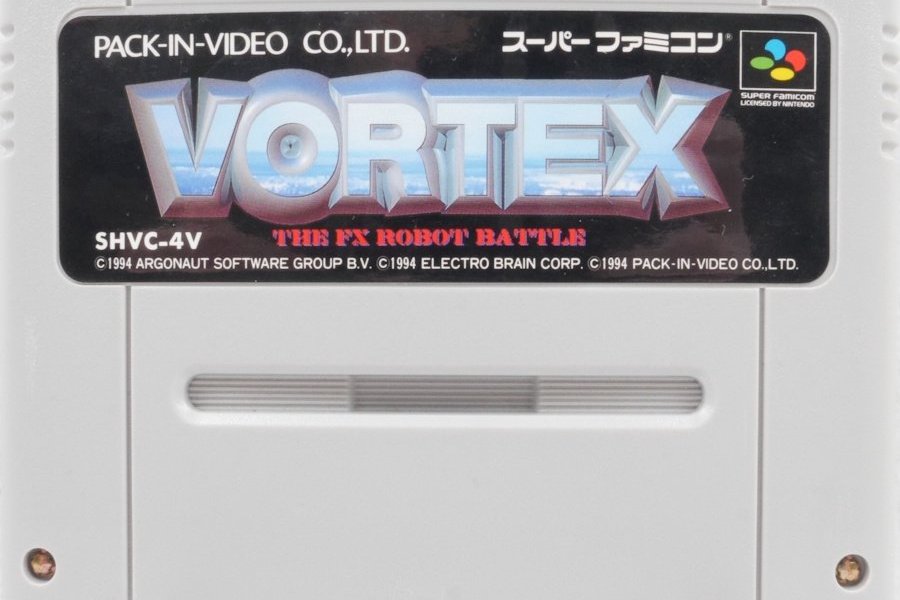 PACK-IN-VIDEO CO.,LTD.
スーパーファミコン®
SUPER FAMICOM
LICENSED BY NINTENDO
VORTEX
SHVC-4V
THE FX ROBOT BATTLE
©1994 ARGONAUT SOFTWARE GROUP B.V. ©1994 ELECTRO BRAIN CORP. ©1994 PACK-IN-VIDEO CO.,LTD.